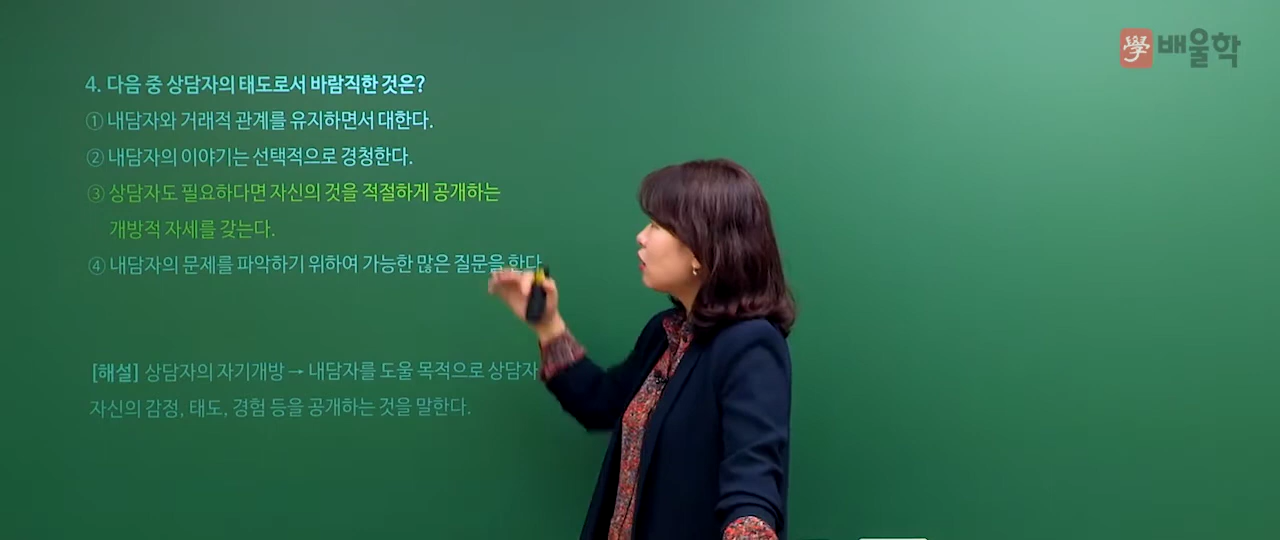 學 배울학
4. 다음 중 상담자의 태도로서 바람직한 것은?
① 내담자와 거래적 관계를 유지하면서 대한다.
② 내담자의 이야기는 선택적으로 경청한다.
③ 상담자도 필요하다면 자신의 것을 적절하게 공개하는
개방적 자세를 갖는다.
④ 내담자의 문제를 파악하기 위하여 가능한 많은 질문을 한다.
[해설] 상담자의 자기개방 → 내담자를 도울 목적으로 상담자
자신의 감정, 태도, 경험 등을 공개하는 것을 말한다.